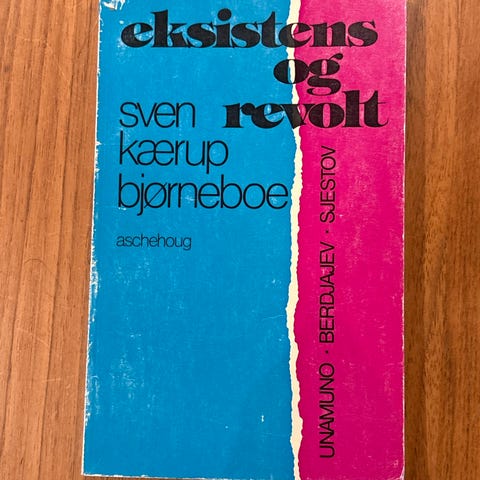 eksistens
og
revolt
sven
kærup
bjørneboe
aschehoug
UNAMUNO · BERDJAJEV · SJESTOV